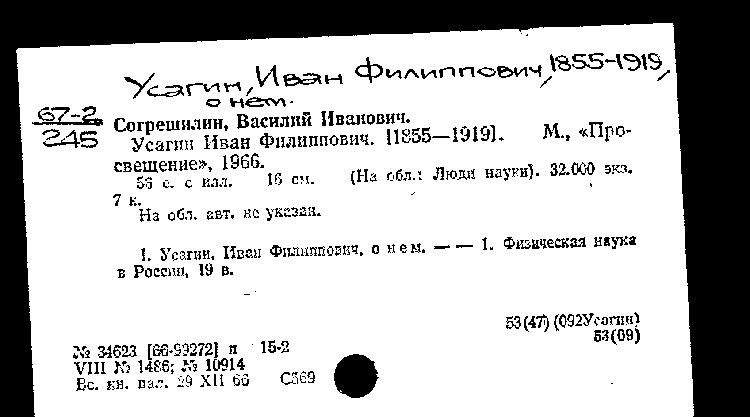 Усагин, Иван Филиппович, 1855-1919,
о нем.
67-2
245
Согрешилин, Василий Иванович.
Усагин Иван Филиппович. [1855—1919]. М., «Про-
свещение», 1966.
56 с. с илл. 16 см. (На обл.: Люди науки). 32.000 экз.
7 к.
На обл. авт. не указан.
1. Усагин, Иван Филиппович, о нем. — — 1. Физическая наука
в России, 19 в.
53(47) (092Усагин)
53(09)
№ 34623 [66-99272] п 15-2
VIII № 1486; № 10914
Вс. кн. пал. 29 XII 66 С569